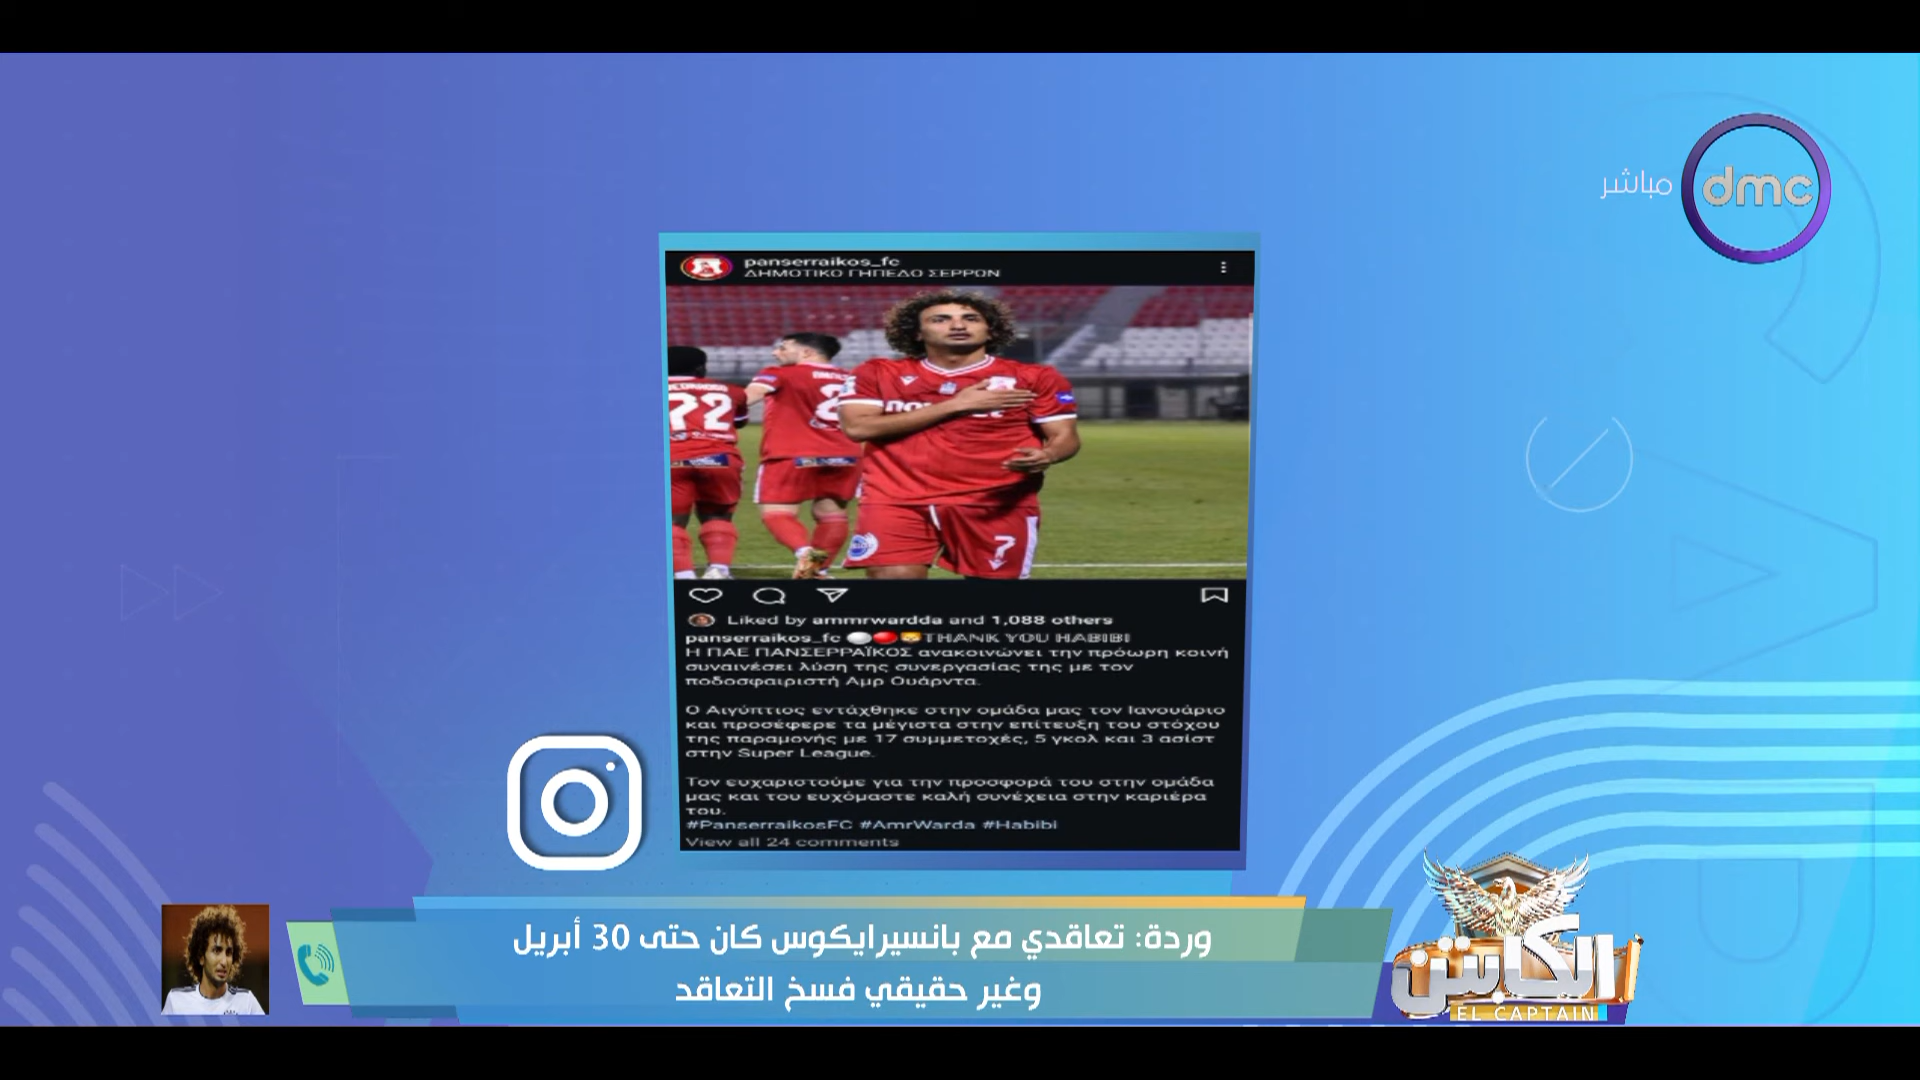 مباشر
dmc
panserraikos_fc
ΔΗΜΟΤΙΚΟ ΓΗΠΕΔΟ ΣΕΡΡΩΝ
72
8
7
Liked by ammrwardda and 1,088 others
panserraikos_fc ⚪🔴🦁THANK YOU HABIBI
Η ΠΑΕ ΠΑΝΣΕΡΡΑΪΚΟΣ ανακοινώνει την πρόωρη κοινή
συναινέσει λύση της συνεργασίας της με τον
ποδοσφαιριστή Αμρ Ουάρντα.
Ο Αιγύπτιος εντάχθηκε στην ομάδα μας τον Ιανουάριο
και προσέφερε τα μέγιστα στην επίτευξη του στόχου
της παραμονής με 17 συμμετοχές, 5 γκολ και 3 ασίστ
στην Super League.
Τον ευχαριστούμε για την προσφορά του στην ομάδα
μας και του ευχόμαστε καλή συνέχεια στην καριέρα
του.
#PanserraikosFC #AmrWarda #Habibi
View all 24 comments
وردة: تعاقدي مع بانسيرايكوس كان حتى 30 أبريل
وغير حقيقي فسخ التعاقد
الكابتن
EL CAPTAIN